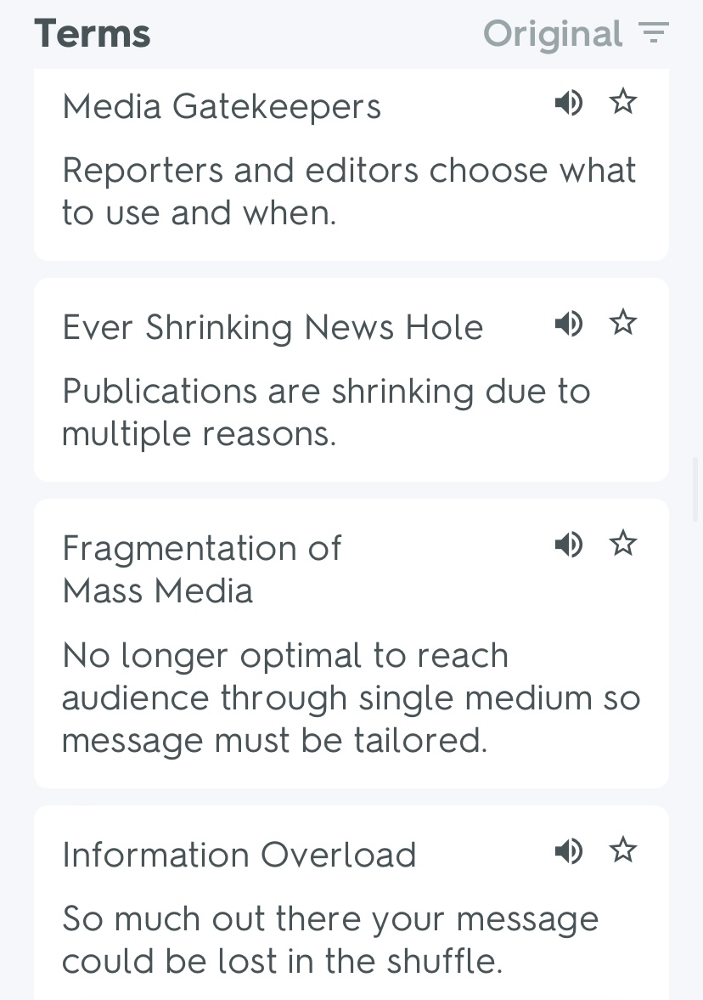 Terms
Original
Media Gatekeepers
Reporters and editors choose what
to use and when.
Ever Shrinking News Hole
Publications are shrinking due to
multiple reasons.
Fragmentation of
Mass Media
No longer optimal to reach
audience through single medium so
message must be tailored.
Information Overload
So much out there your message
could be lost in the shuffle.